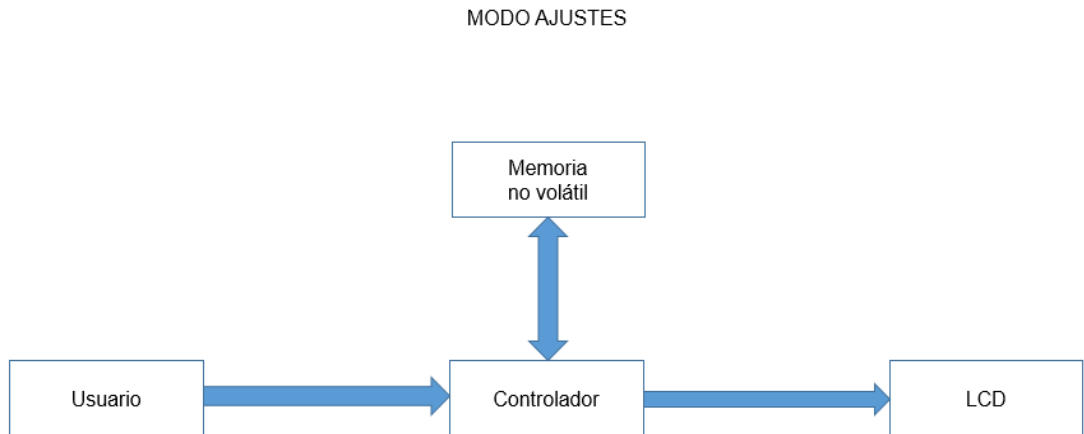 MODO AJUSTES
Memoria
no volátil
Usuario
Controlador
LCD